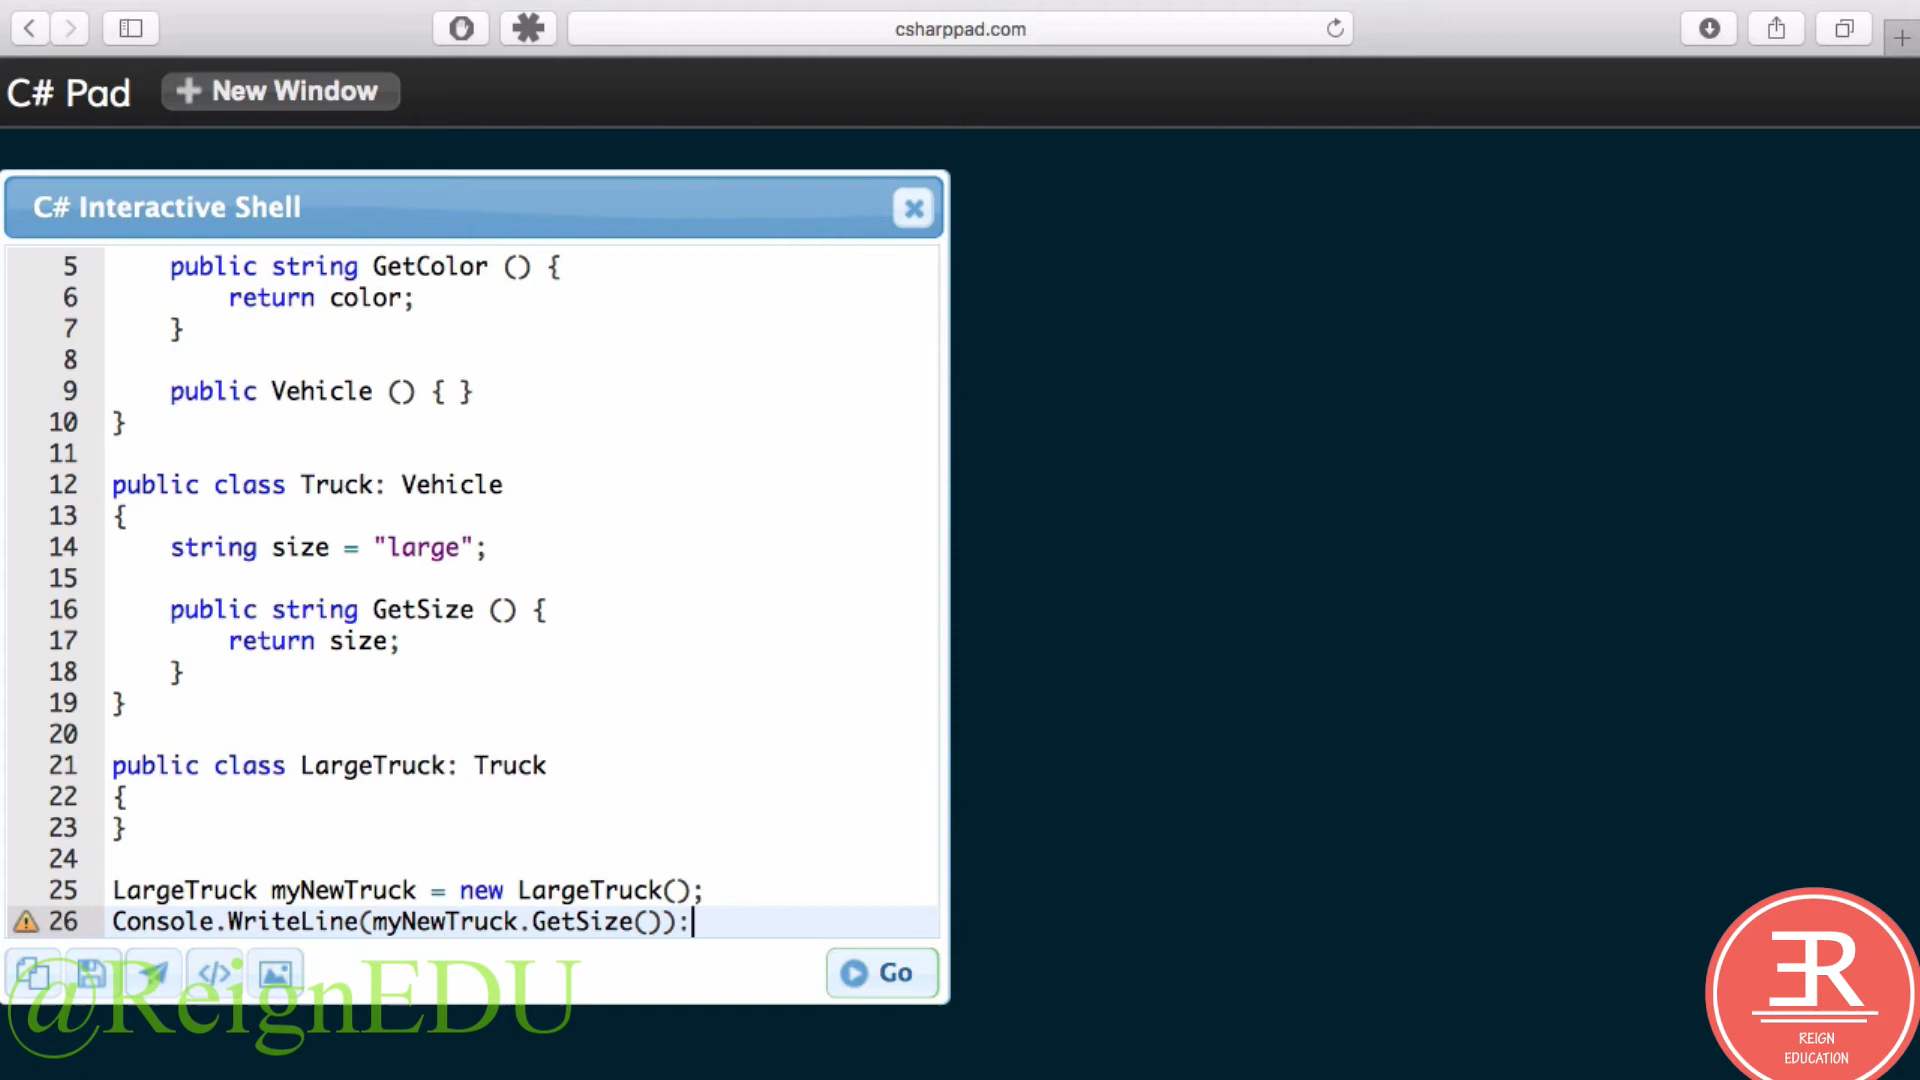 csharppad.com
C# Pad
New Window
C# Interactive Shell
5 public string GetColor () {
6 return color;
7 }
8
9 public Vehicle () { }
10 }
11
12 public class Truck: Vehicle
13 {
14 string size = "large";
15
16 public string GetSize () {
17 return size;
18 }
19 }
20
21 public class LargeTruck: Truck
22 {
23 }
24
25 LargeTruck myNewTruck = new LargeTruck();
26 Console.WriteLine(myNewTruck.GetSize()):
Go
@ReignEDU
REIGN
EDUCATION